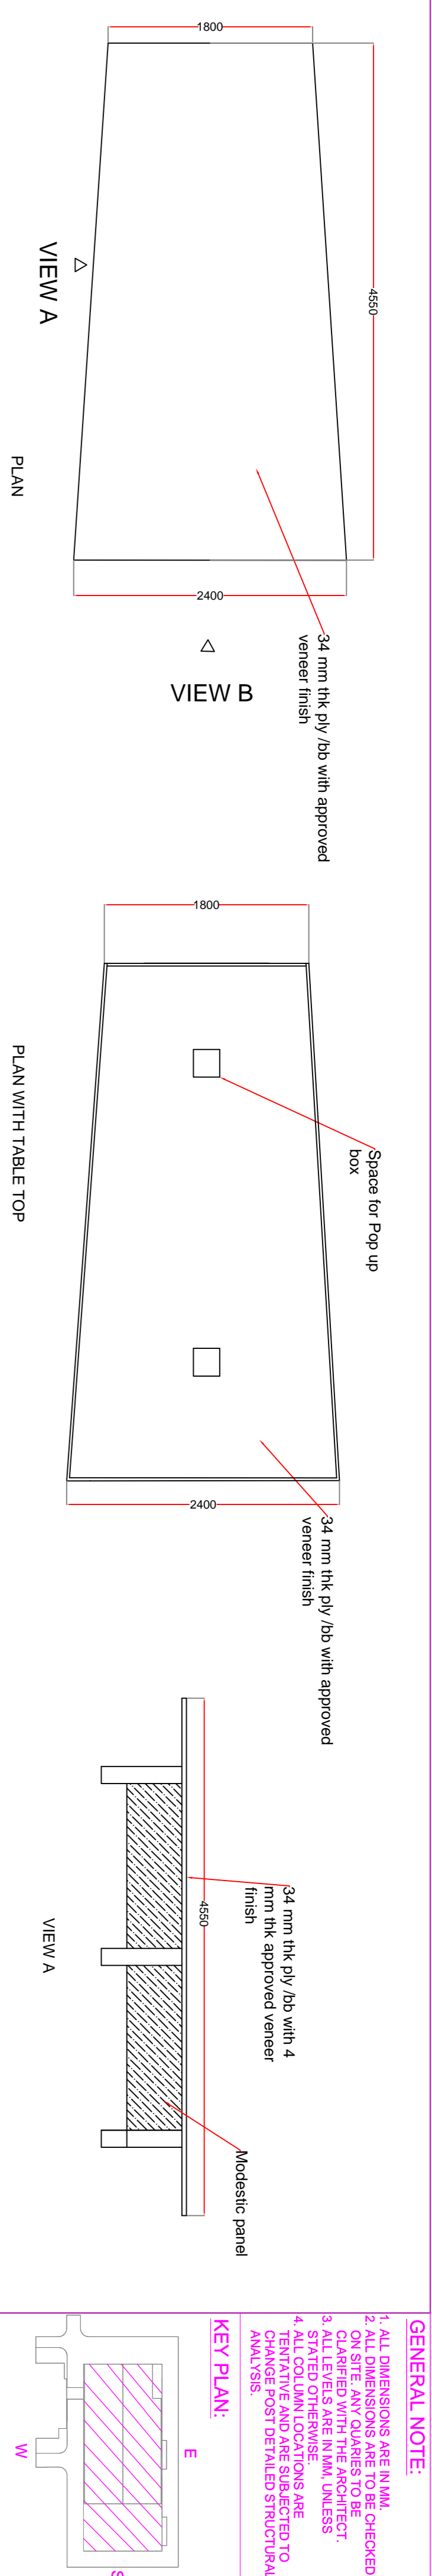 1800
4550
2400
34 mm thk ply /bb with approved
veneer finish
VIEW A
VIEW B
PLAN
1800
Space for Pop up
box
34 mm thk ply /bb with approved
veneer finish
2400
PLAN WITH TABLE TOP
4550
34 mm thk ply /bb with 4
mm thk approved veneer
finish
Modestic panel
VIEW A
GENERAL NOTE:
1. ALL DIMENSIONS ARE IN MM.
2. ALL DIMENSIONS ARE TO BE CHECKED
ON SITE. ANY QUARIES TO BE
CLARIFIED WITH THE ARCHITECT.
3. ALL LEVELS ARE IN MM, UNLESS
STATED OTHERWISE.
4. ALL COLUMN LOCATIONS ARE
TENTATIVE AND ARE SUBJECTED TO
CHANGE POST DETAILED STRUCTURAL
ANALYSIS.
KEY PLAN:
E
W
S